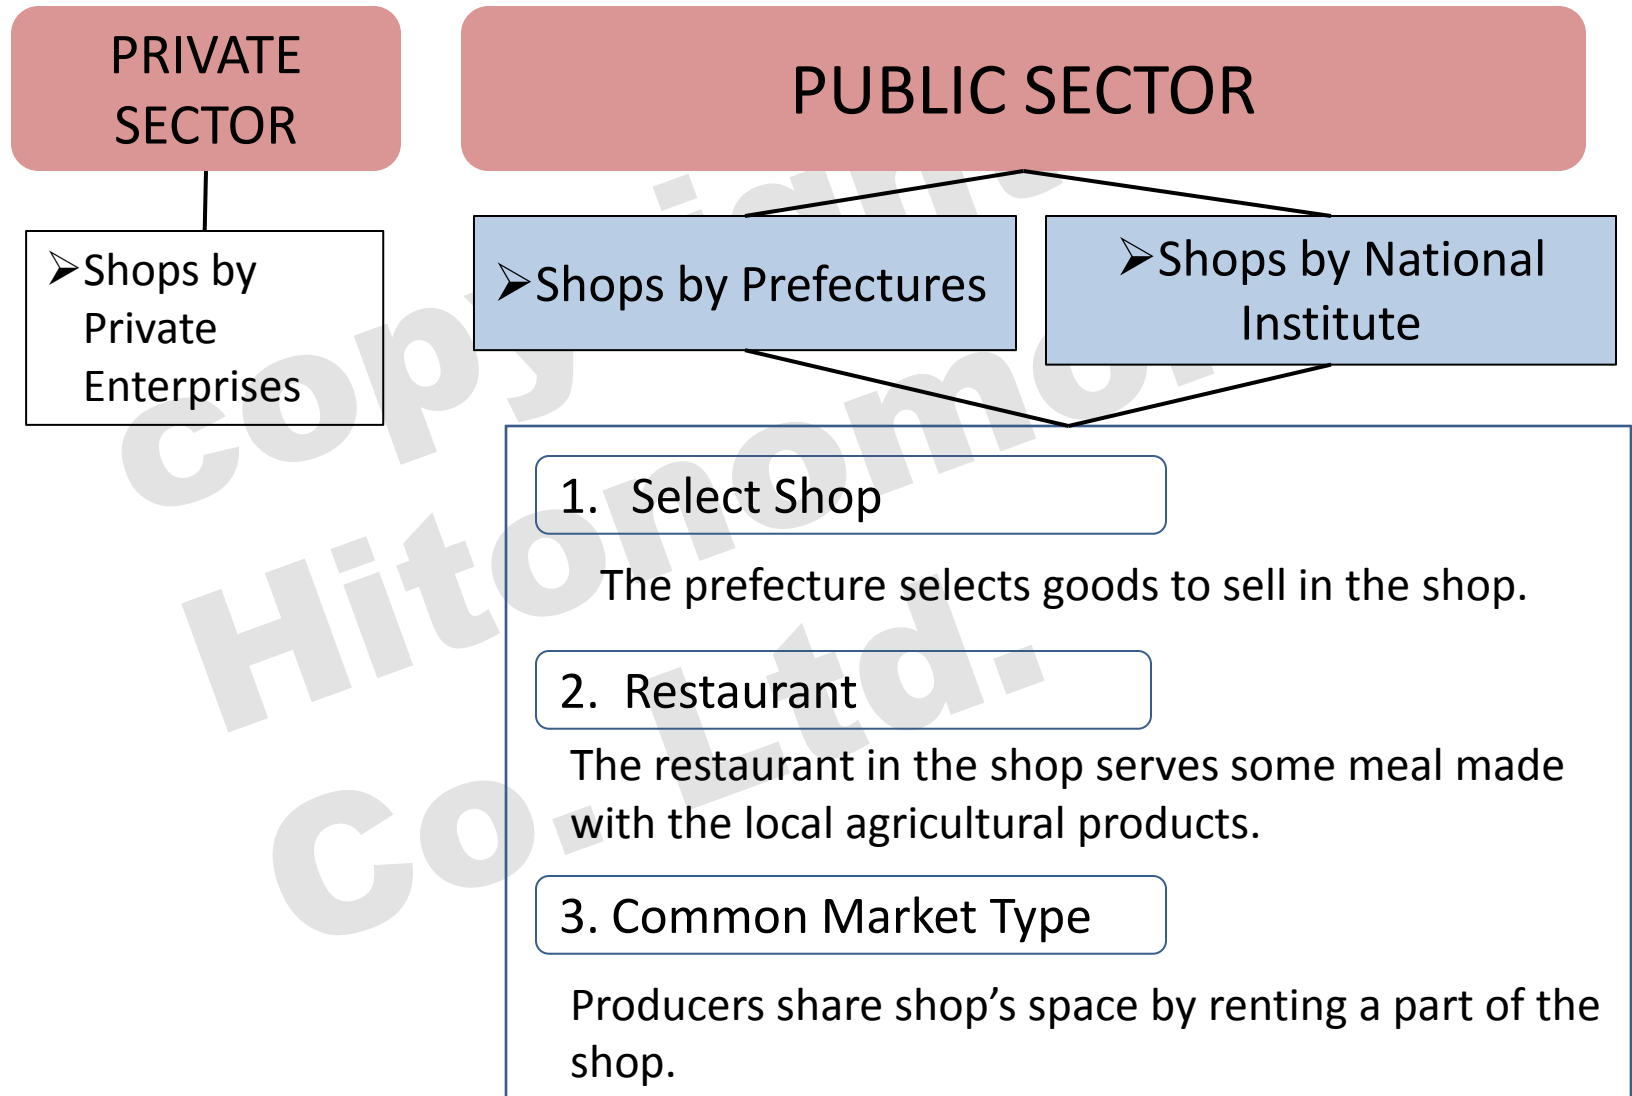 PRIVATE
SECTOR
PUBLIC SECTOR
➢Shops by
Private
Enterprises
➢Shops by Prefectures
➢Shops by National
Institute
1. Select Shop
The prefecture selects goods to sell in the shop.
2. Restaurant
The restaurant in the shop serves some meal made
with the local agricultural products.
3. Common Market Type
Producers share shop’s space by renting a part of the
shop.
Co. Ltd.